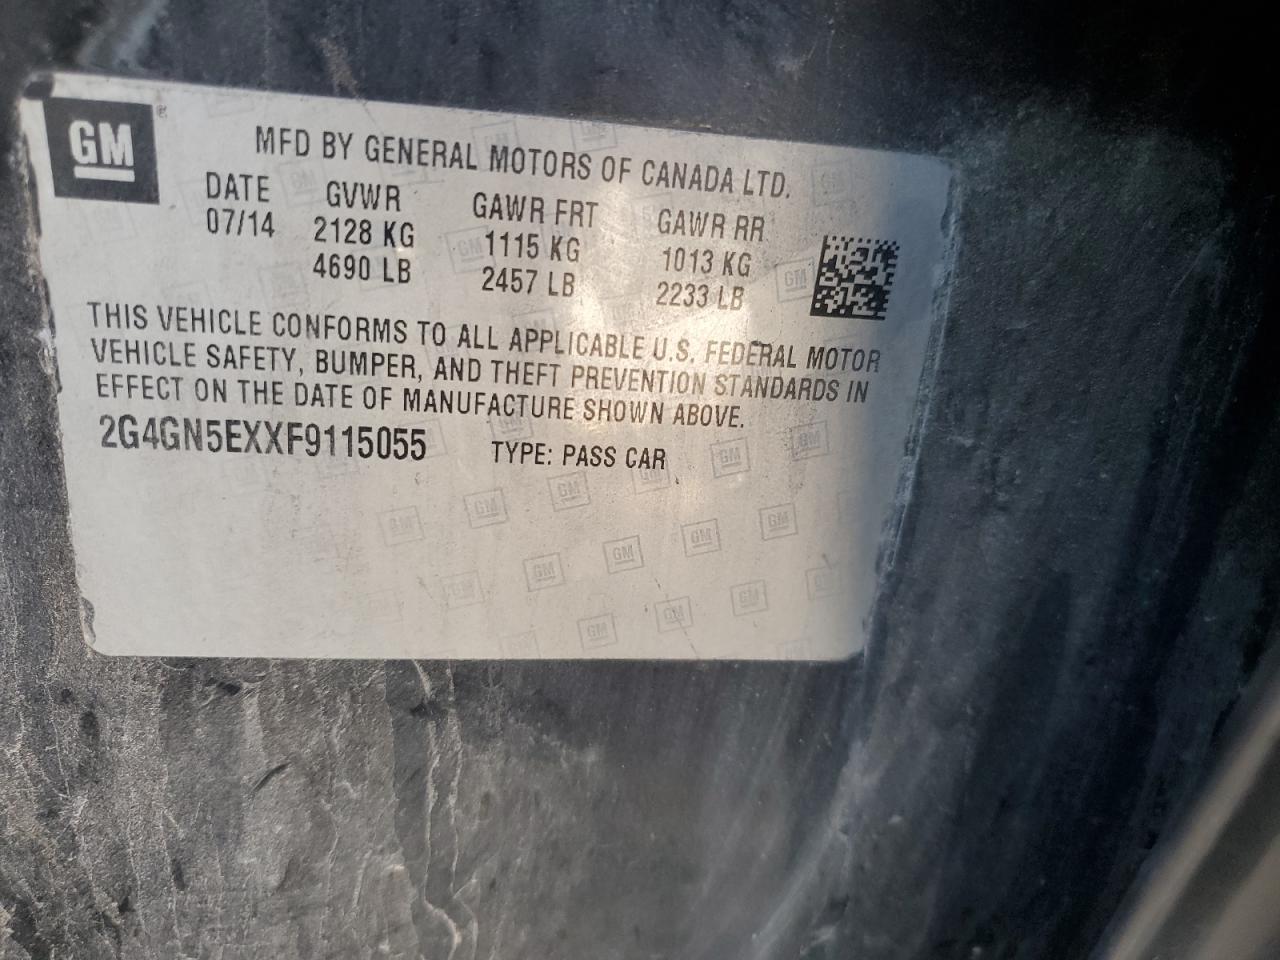 GM ®
MFD BY GENERAL MOTORS OF CANADA LTD.
DATE GVWR GAWR FRT GAWR RR
07/14 2128 KG 1115 KG 1013 KG
4690 LB 2457 LB 2233 LB
THIS VEHICLE CONFORMS TO ALL APPLICABLE U.S. FEDERAL MOTOR
VEHICLE SAFETY, BUMPER, AND THEFT PREVENTION STANDARDS IN
EFFECT ON THE DATE OF MANUFACTURE SHOWN ABOVE.
2G4GN5EXXF9115055 TYPE: PASS CAR